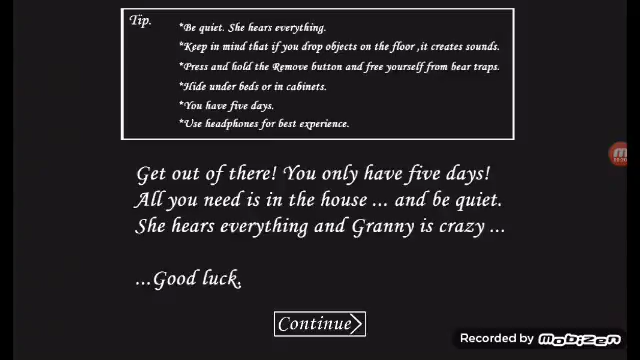 Tip.
*Be quiet. She hears everything.
*Keep in mind that if you drop objects on the floor ,it creates sounds.
*Press and hold the Remove button and free yourself from bear traps.
*Hide under beds or in cabinets.
*You have five days.
*Use headphones for best experience.
Get out of there! You only have five days!
All you need is in the house ... and be quiet.
She hears everything and Granny is crazy ...
...Good luck.
Continue
Recorded by MOBIZEN